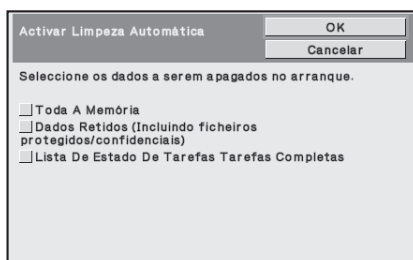 Activar Limpeza Automática
OK
Cancelar
Seleccione os dados a serem apagados no arranque.
Toda A Memória
Dados Retidos (Incluindo ficheiros
protegidos/confidenciais)
Lista De Estado De Tarefas Tarefas Completas